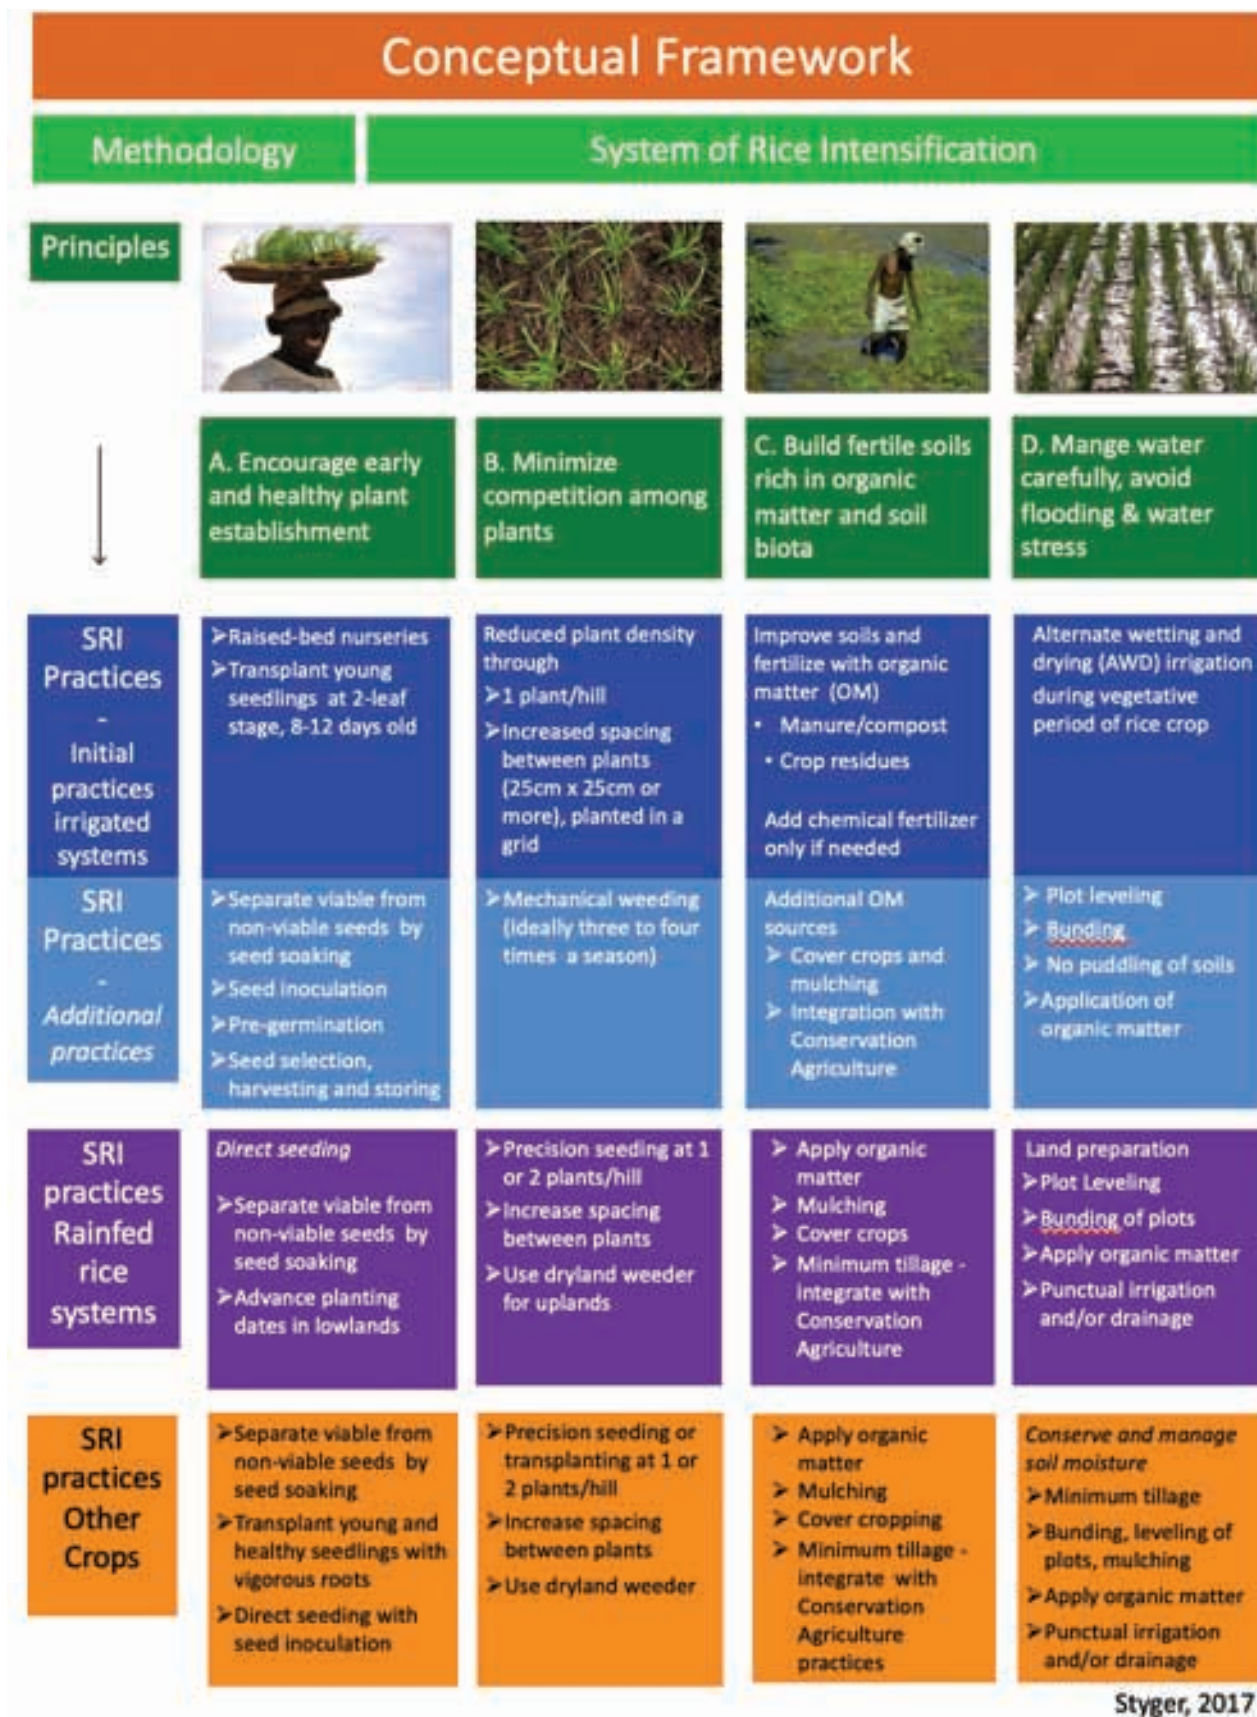 Conceptual Framework
Methodology
System of Rice Intensification
Principles
A. Encourage early
and healthy plant
establishment
B. Minimize
competition among
plants
C. Build fertile soils
rich in organic
matter and soil
biota
D. Mange water
carefully, avoid
flooding & water
stress
SRI
Practices
-
Initial
practices
irrigated
systems
➢Raised-bed nurseries
➢Transplant young
seedlings at 2-leaf
stage, 8-12 days old
Reduced plant density
through
➢1 plant/hill
➢Increased spacing
between plants
(25cm x 25cm or
more), planted in a
grid
Improve soils and
fertilize with organic
matter (OM)
• Manure/compost
• Crop residues
Add chemical fertilizer
only if needed
Alternate wetting and
drying (AWD) irrigation
during vegetative
period of rice crop
SRI
Practices
-
Additional
practices
➢Separate viable from
non-viable seeds by
seed soaking
➢Seed inoculation
➢Pre-germination
➢Seed selection,
harvesting and storing
➢Mechanical weeding
(Ideally three to four
times a season)
Additional OM
sources
➢ Cover crops and
mulching
➢ Integration with
Conservation
Agriculture
➢ Plot leveling
➢ Bunding
➢No puddling of soils
➢Application of
organic matter
SRI
practices
Rainfed
rice
systems
Direct seeding
➢Separate viable from
non-viable seeds by
seed soaking
➢Advance planting
dates in lowlands
➢Precision seeding at 1
or 2 plants/hill
➢Increase spacing
between plants
➢Use dryland weeder
for uplands
➢ Apply organic
matter
➢ Mulching
➢ Cover crops
➢ Minimum tillage -
integrate with
Conservation
Agriculture
Land preparation
➢Plot Leveling
➢Bunding of plots
➢Apply organic matter
➢Punctual irrigation
and/or drainage
SRI
practices
Other
Crops
➢Separate viable from
non-viable seeds by
seed soaking
➢Transplant young and
healthy seedlings with
vigorous roots
➢Direct seeding with
seed inoculation
➢Precision seeding or
transplanting at 1 or
2 plants/hill
➢Increase spacing
between plants
➢Use dryland weeder
➢ Apply organic
matter
➢ Mulching
➢ Cover cropping
➢ Minimum tillage -
integrate with
Conservation
Agriculture
practices
Conserve and manage
soil moisture
➢Minimum tillage
➢Bunding, leveling of
plots, mulching
➢Apply organic matter
➢Punctual irrigation
and/or drainage
Styger, 2017